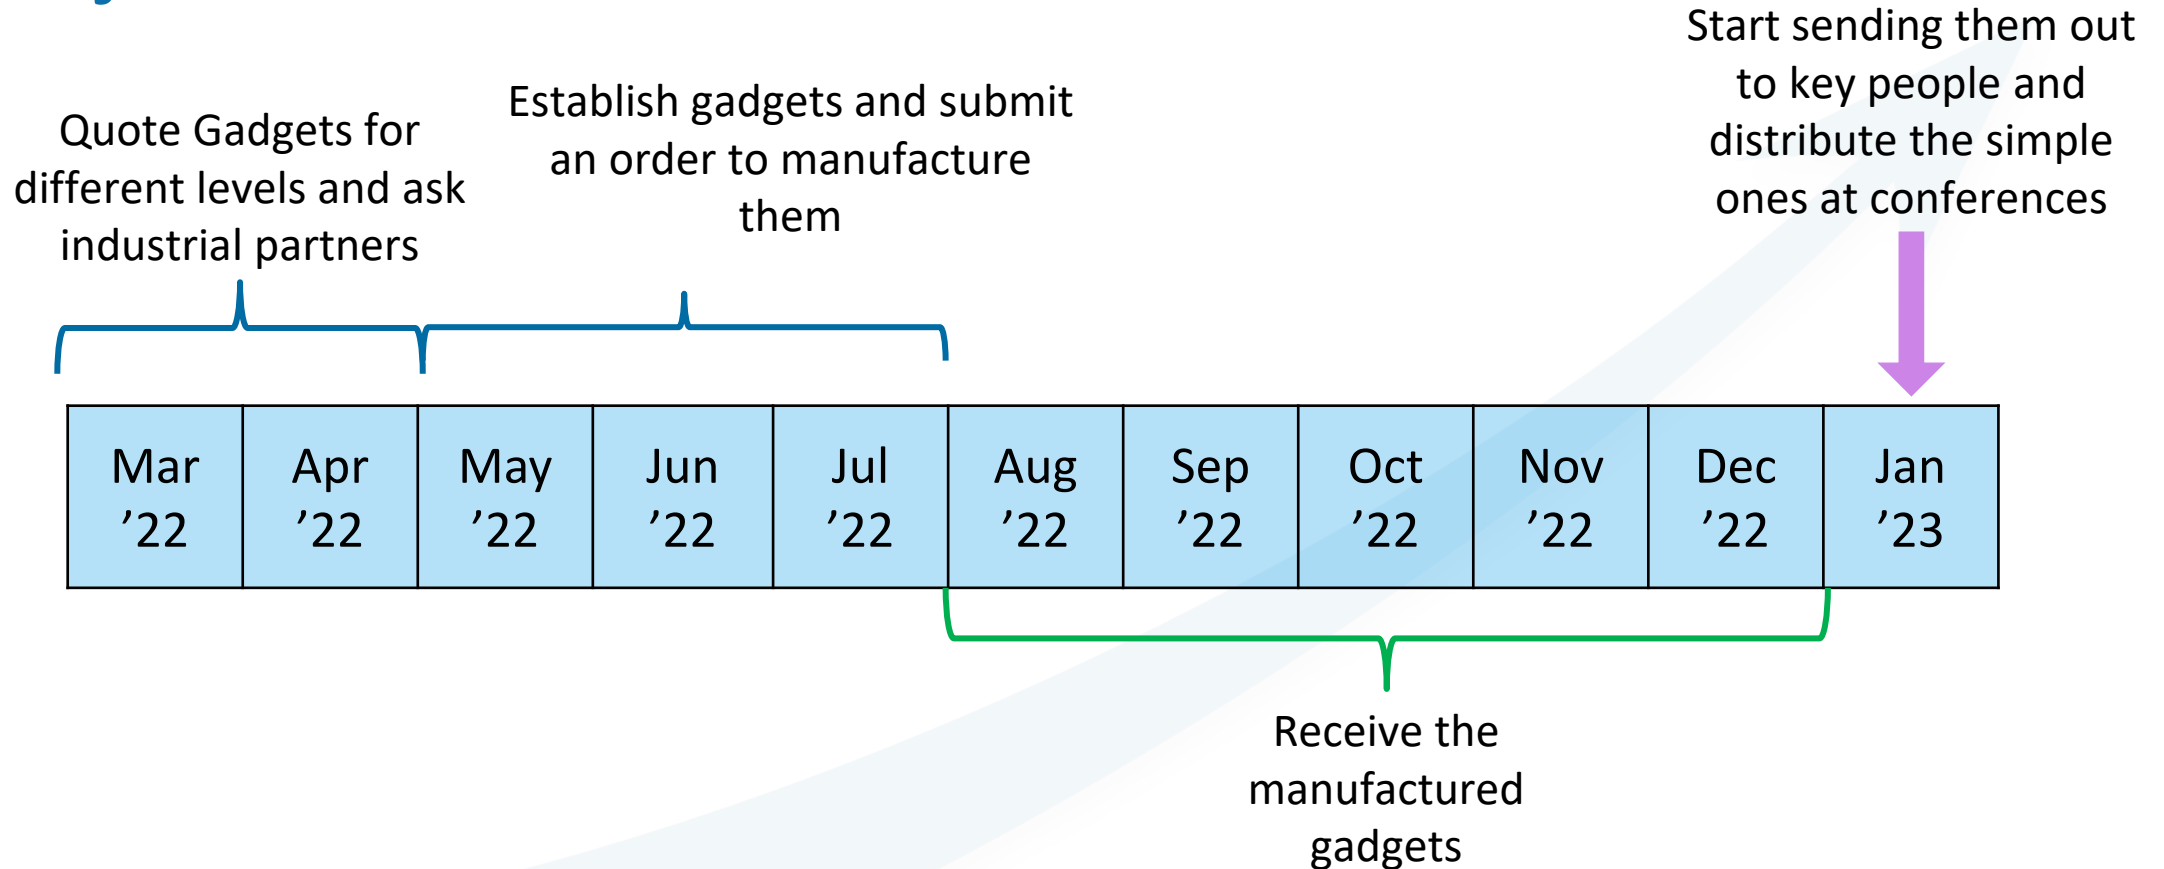 Quote Gadgets for
different levels and ask
industrial partners
Establish gadgets and submit
an order to manufacture
them
Start sending them out
to key people and
distribute the simple
ones at conferences
Mar
’22
Apr
’22
May
’22
Jun
’22
Jul
’22
Aug
’22
Sep
’22
Oct
’22
Nov
’22
Dec
’22
Jan
’23
Receive the
manufactured
gadgets